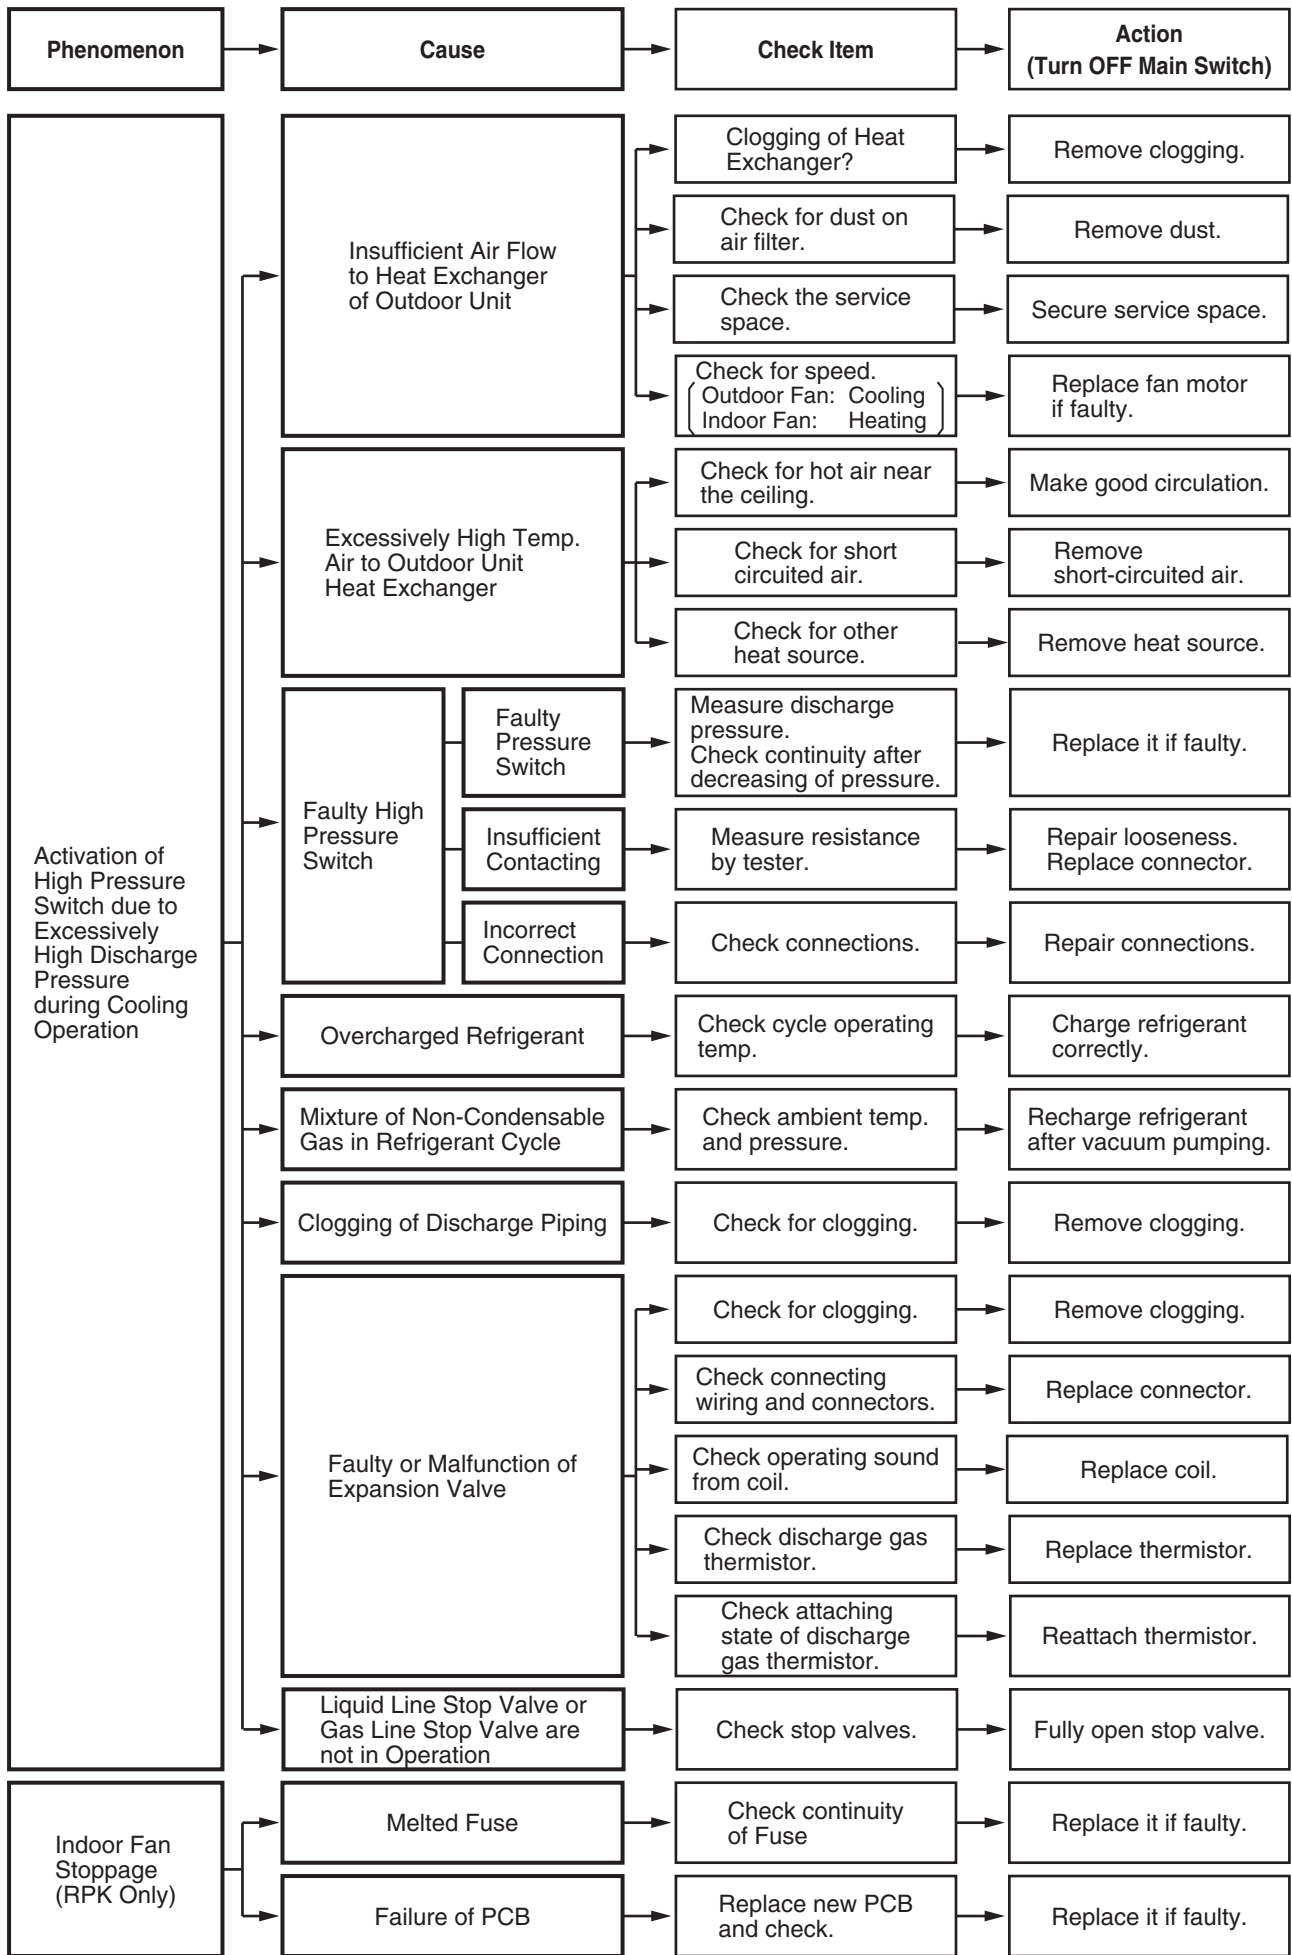 Phenomenon
Cause
Check Item
Action
(Turn OFF Main Switch)
Activation of
High Pressure
Switch due to
Excessively
High Discharge
Pressure
during Cooling
Operation
Insufficient Air Flow
to Heat Exchanger
of Outdoor Unit
Clogging of Heat
Exchanger?
Remove clogging.
Check for dust on
air filter.
Remove dust.
Check the service
space.
Secure service space.
Check for speed.
Outdoor Fan: Cooling
Indoor Fan: Heating
Replace fan motor
if faulty.
Excessively High Temp.
Air to Outdoor Unit
Heat Exchanger
Check for hot air near
the ceiling.
Make good circulation.
Check for short
circuited air.
Remove
short-circuited air.
Check for other
heat source.
Remove heat source.
Faulty High
Pressure
Switch
Faulty
Pressure
Switch
Measure discharge
pressure.
Check continuity after
decreasing of pressure.
Replace it if faulty.
Insufficient
Contacting
Measure resistance
by tester.
Repair looseness.
Replace connector.
Incorrect
Connection
Check connections.
Repair connections.
Overcharged Refrigerant
Check cycle operating
temp.
Charge refrigerant
correctly.
Mixture of Non-Condensable
Gas in Refrigerant Cycle
Check ambient temp.
and pressure.
Recharge refrigerant
after vacuum pumping.
Clogging of Discharge Piping
Check for clogging.
Remove clogging.
Faulty or Malfunction of
Expansion Valve
Check for clogging.
Remove clogging.
Check connecting
wiring and connectors.
Replace connector.
Check operating sound
from coil.
Replace coil.
Check discharge gas
thermistor.
Replace thermistor.
Check attaching
state of discharge
gas thermistor.
Reattach thermistor.
Liquid Line Stop Valve or
Gas Line Stop Valve are
not in Operation
Check stop valves.
Fully open stop valve.
Indoor Fan
Stoppage
(RPK Only)
Melted Fuse
Check continuity
of Fuse
Replace it if faulty.
Failure of PCB
Replace new PCB
and check.
Replace it if faulty.